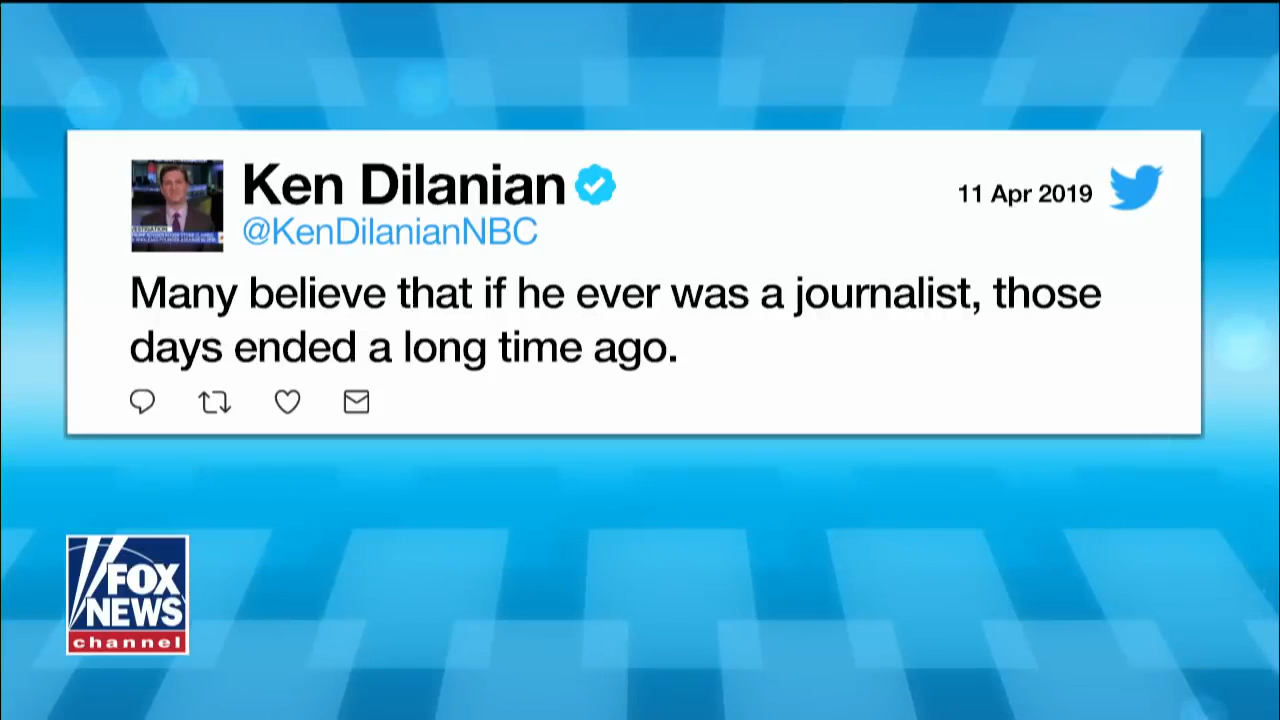 Ken Dilanian
@KenDilanianNBC
11 Apr 2019
Many believe that if he ever was a journalist, those
days ended a long time ago.
FOX
NEWS
channel